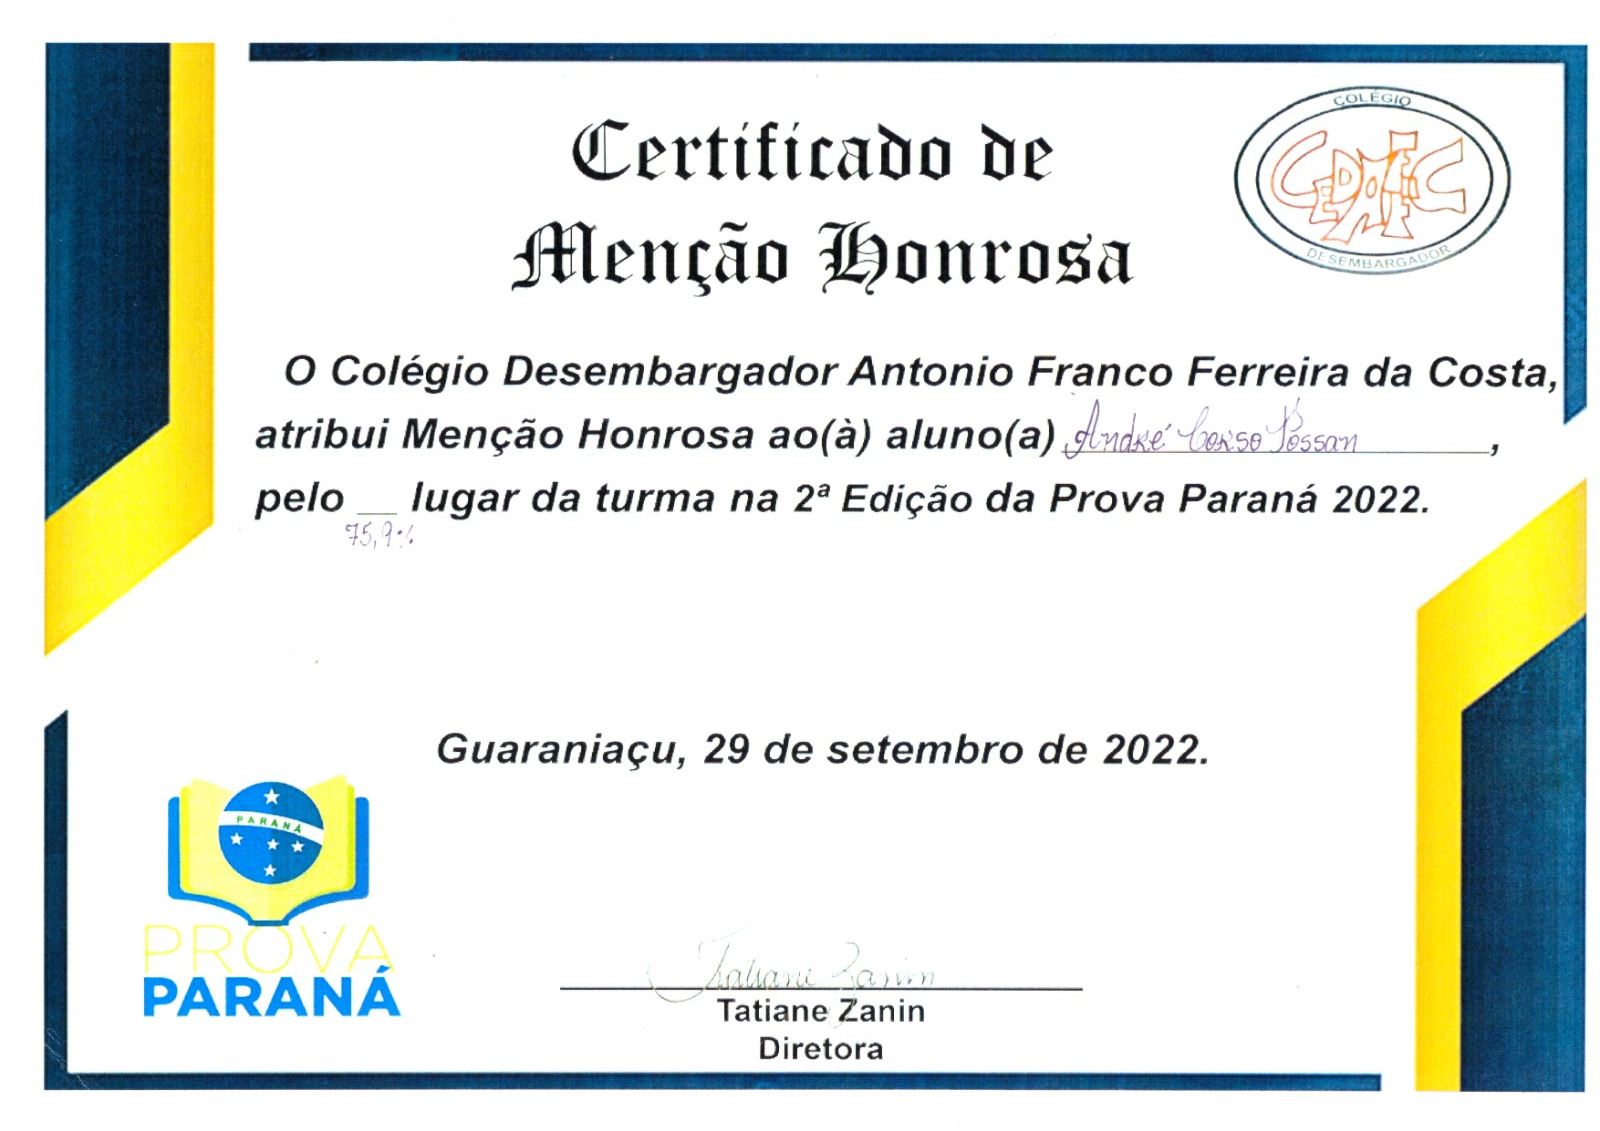 COLÉGIO
CEDAFFC
DESEMBARGADOR
Certificado de
Menção Honrosa
O Colégio Desembargador Antonio Franco Ferreira da Costa,
atribui Menção Honrosa ao(à) aluno(a) André Corso Possan,
pelo __ lugar da turma na 2ª Edição da Prova Paraná 2022.
75,9%
Guaraniaçu, 29 de setembro de 2022.
PARANÁ
PROVA
PARANÁ
Tatiane Zanin
Tatiane Zanin
Diretora